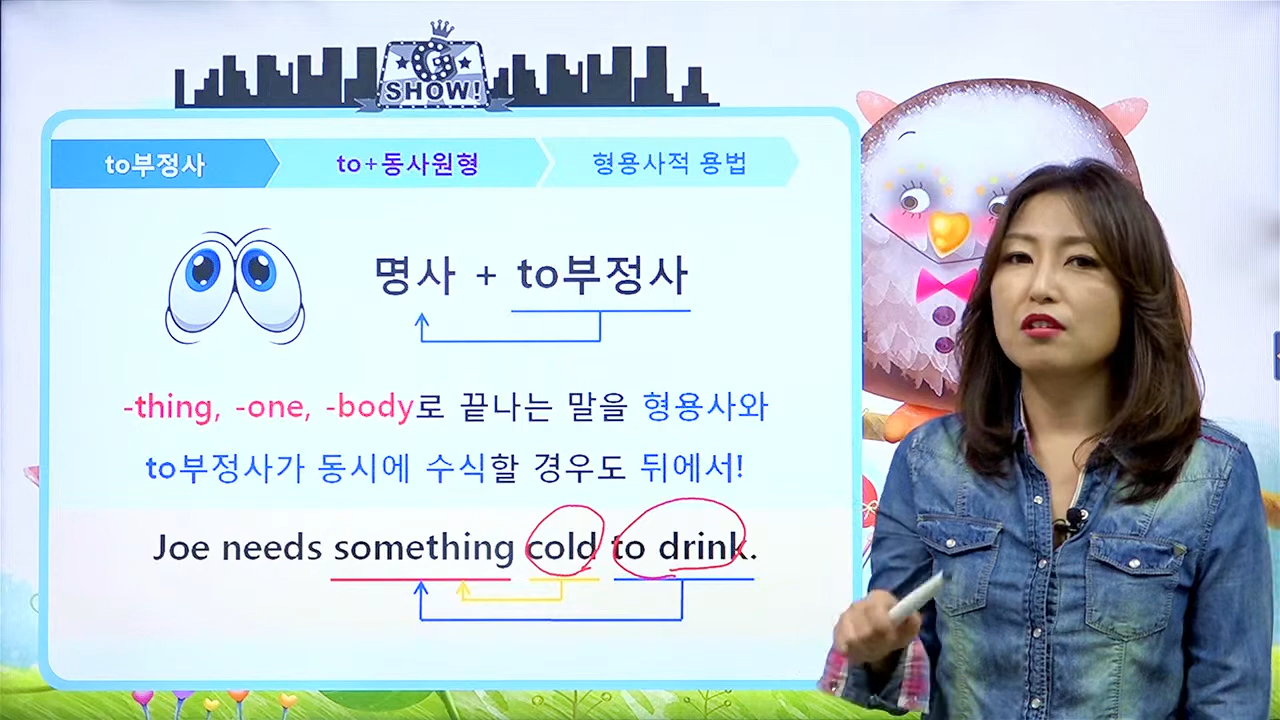 G
SHOW!
to부정사
to+동사원형
형용사적 용법
명사 + to부정사
-thing, -one, -body로 끝나는 말을 형용사와
to부정사가 동시에 수식할 경우도 뒤에서!
Joe needs something cold to drink.